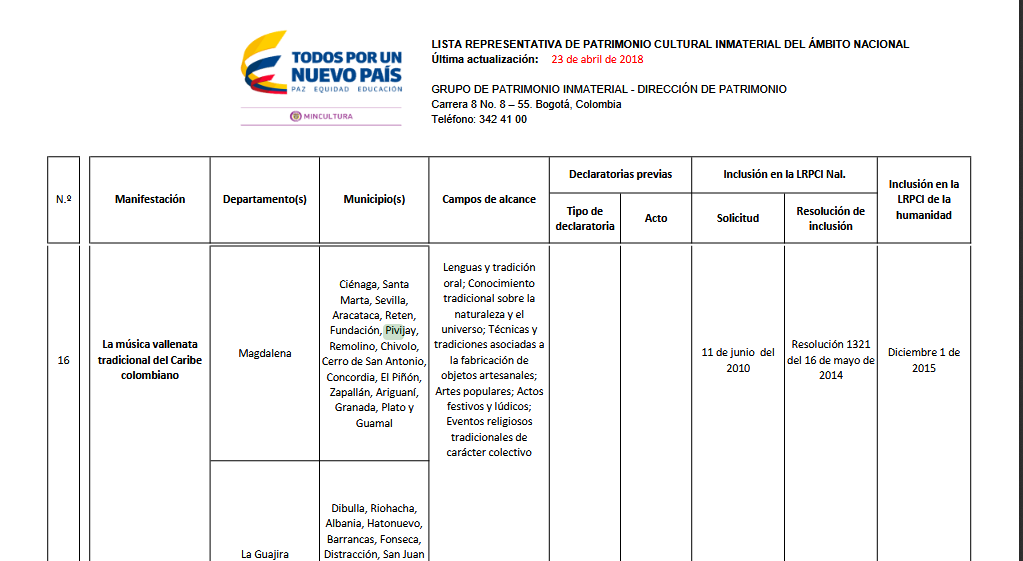 TODOS POR UN
NUEVO PAÍS
PAZ EQUIDAD EDUCACIÓN
MINCULTURA
LISTA REPRESENTATIVA DE PATRIMONIO CULTURAL INMATERIAL DEL ÁMBITO NACIONAL
Última actualización: 23 de abril de 2018
GRUPO DE PATRIMONIO INMATERIAL - DIRECCIÓN DE PATRIMONIO
Carrera 8 No. 8 – 55. Bogotá, Colombia
Teléfono: 342 41 00
N.º
Manifestación
Departamento(s)
Municipio(s)
Campos de alcance
Declaratorias previas
Tipo de
declaratoria
Acto
Inclusión en la LRPCI Nal.
Solicitud
Resolución de
inclusión
Inclusión en la
LRPCI de la
humanidad
16
La música vallenata
tradicional del Caribe
colombiano
Magdalena
Ciénaga, Santa
Marta, Sevilla,
Aracataca, Reten,
Fundación, Pivijay,
Remolino, Chivolo,
Cerro de San Antonio,
Concordia, El Piñón,
Zapallán, Ariguaní,
Granada, Plato y
Guamal
Lenguas y tradición
oral; Conocimiento
tradicional sobre la
naturaleza y el
universo; Técnicas y
tradiciones asociadas a
la fabricación de
objetos artesanales;
Artes populares; Actos
festivos y lúdicos;
Eventos religiosos
tradicionales de
carácter colectivo
11 de junio del
2010
Resolución 1321
del 16 de mayo de
2014
Diciembre 1 de
2015
La Guajira
Dibulla, Riohacha,
Albania, Hatonuevo,
Barrancas, Fonseca,
Distracción, San Juan